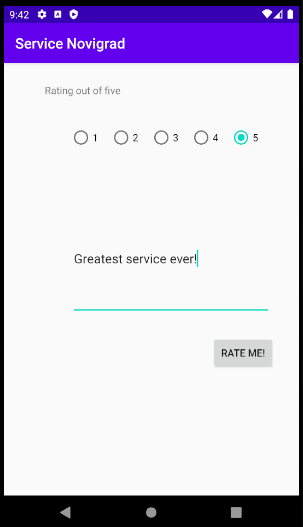 9:42
Service Novigrad
Rating out of five
1 2 3 4 5
Greatest service ever!
RATE ME!